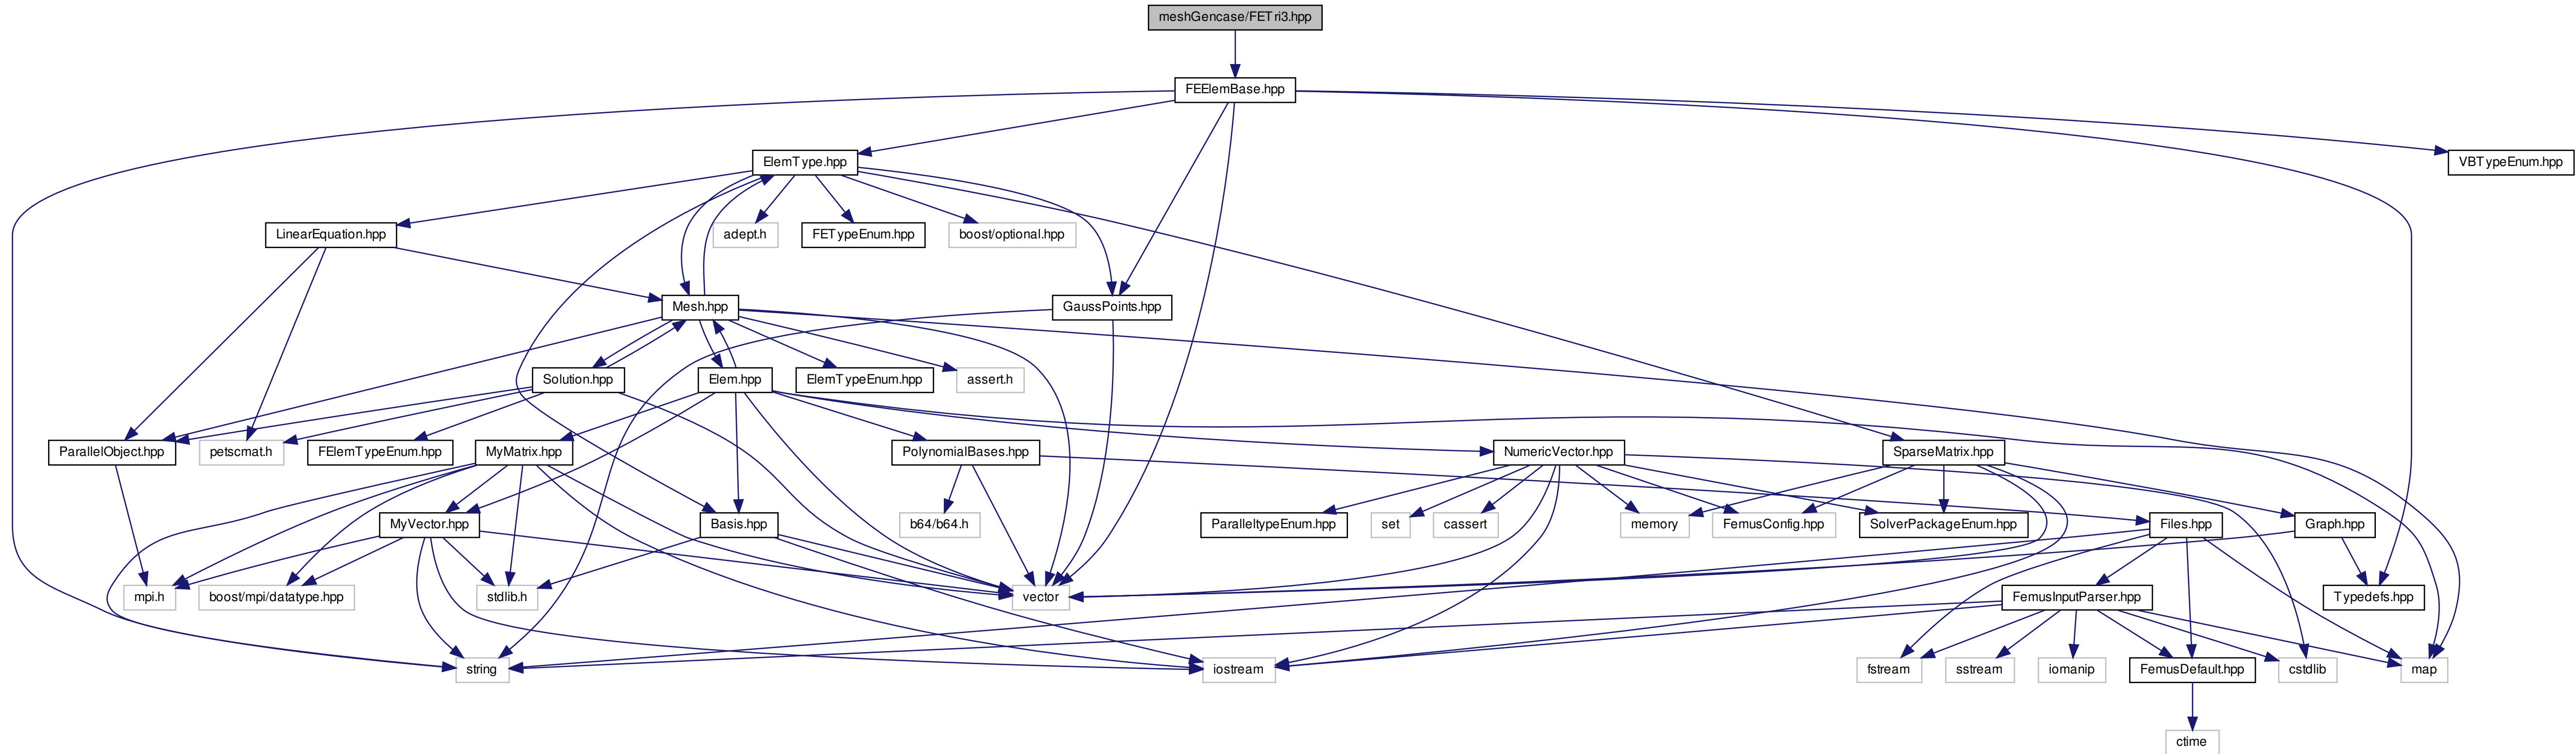 meshGencase/FETri3.hpp
FEElemBase.hpp
ElemType.hpp
VBTypeEnum.hpp
LinearEquation.hpp
adept.h
FETypeEnum.hpp
boost/optional.hpp
Mesh.hpp
GaussPoints.hpp
Solution.hpp
Elem.hpp
ElemTypeEnum.hpp
assert.h
ParallelObject.hpp
petscmat.h
FElemTypeEnum.hpp
MyMatrix.hpp
PolynomialBases.hpp
NumericVector.hpp
SparseMatrix.hpp
MyVector.hpp
Basis.hpp
b64/b64.h
ParalleltypeEnum.hpp
set
cassert
memory
FemusConfig.hpp
SolverPackageEnum.hpp
Files.hpp
Graph.hpp
mpi.h
boost/mpi/datatype.hpp
stdlib.h
vector
FemusInputParser.hpp
Typedefs.hpp
string
iostream
fstream
sstream
iomanip
FemusDefault.hpp
cstdlib
map
ctime